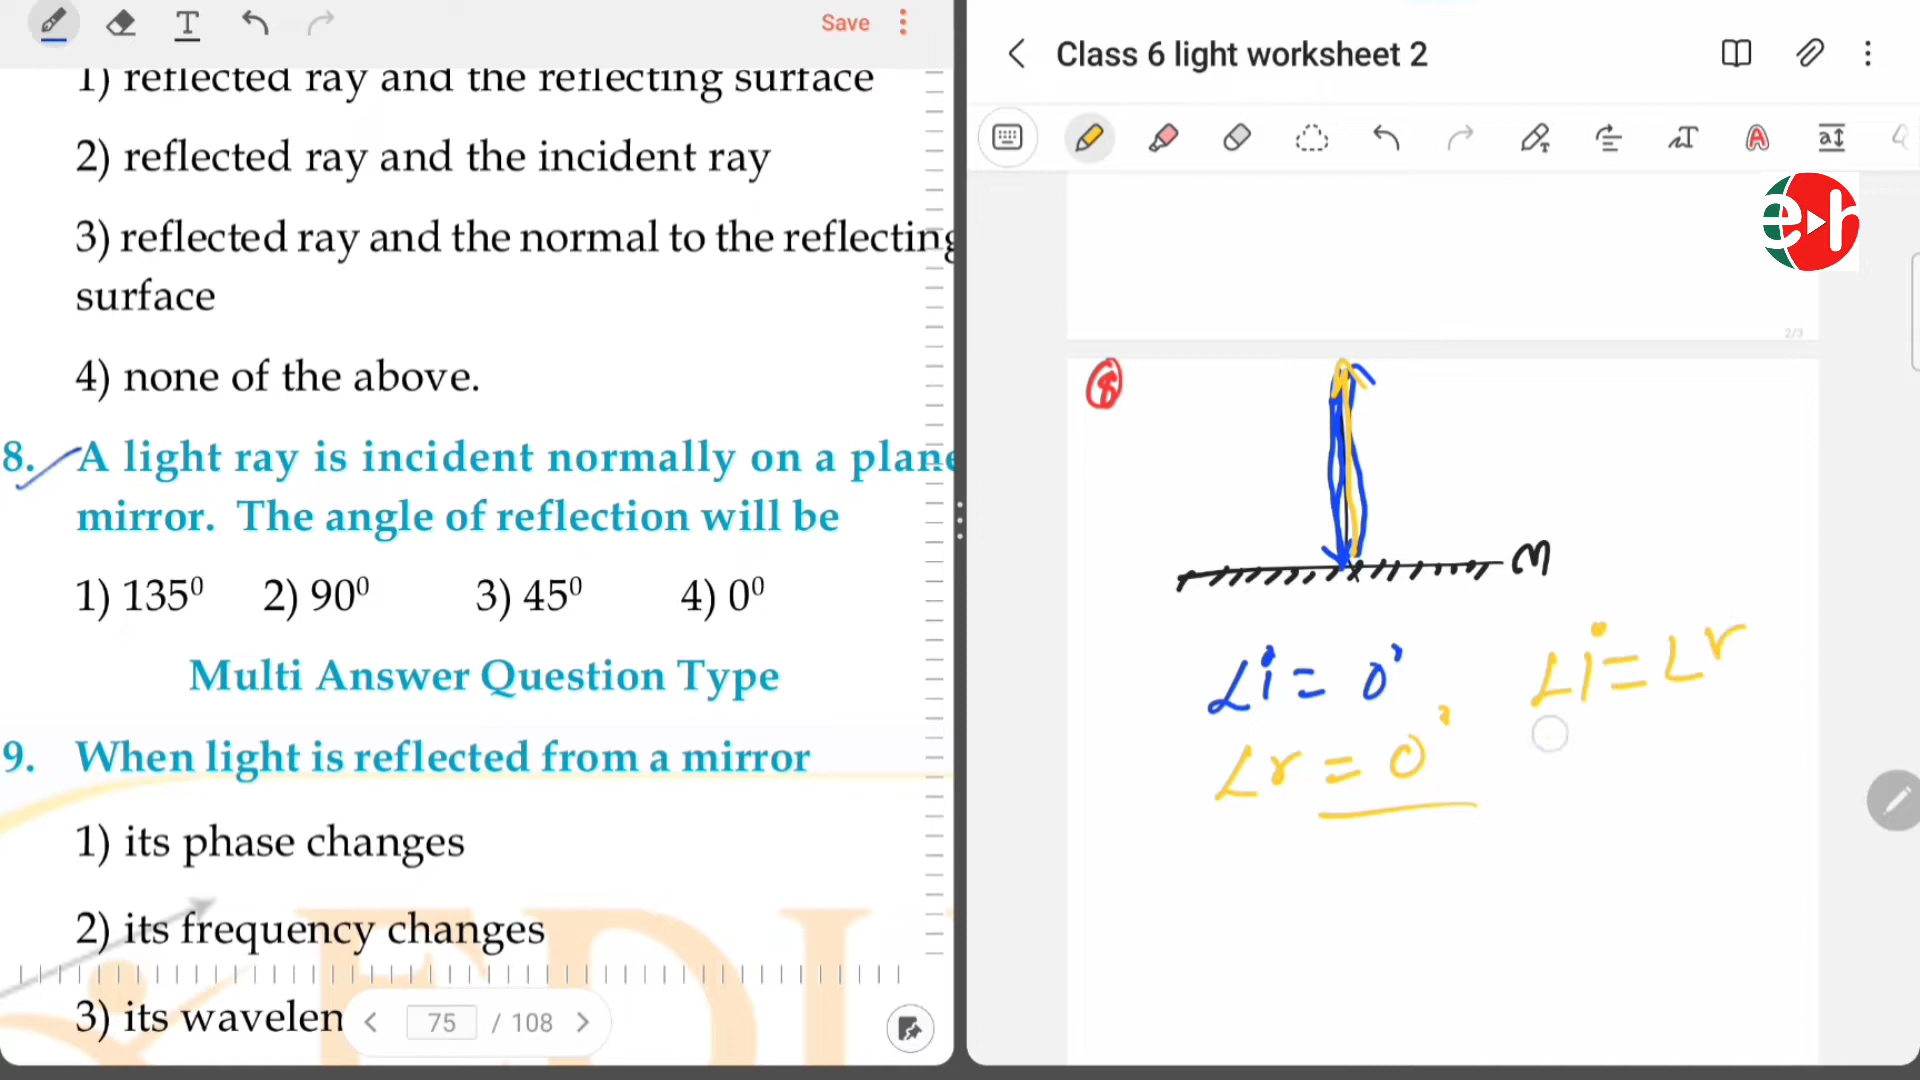 Save
1) reflected ray and the reflecting surface
2) reflected ray and the incident ray
3) reflected ray and the normal to the reflecting
surface
4) none of the above.
8. A light ray is incident normally on a plane
mirror. The angle of reflection will be
1) 135⁰ 2) 90⁰ 3) 45⁰ 4) 0⁰
Multi Answer Question Type
9. When light is reflected from a mirror
1) its phase changes
2) its frequency changes
3) its wavelen
75 / 108
EDU
Class 6 light worksheet 2
e h
2/3
8
M
∠i = 0° ∠i = ∠r
∠r = 0°